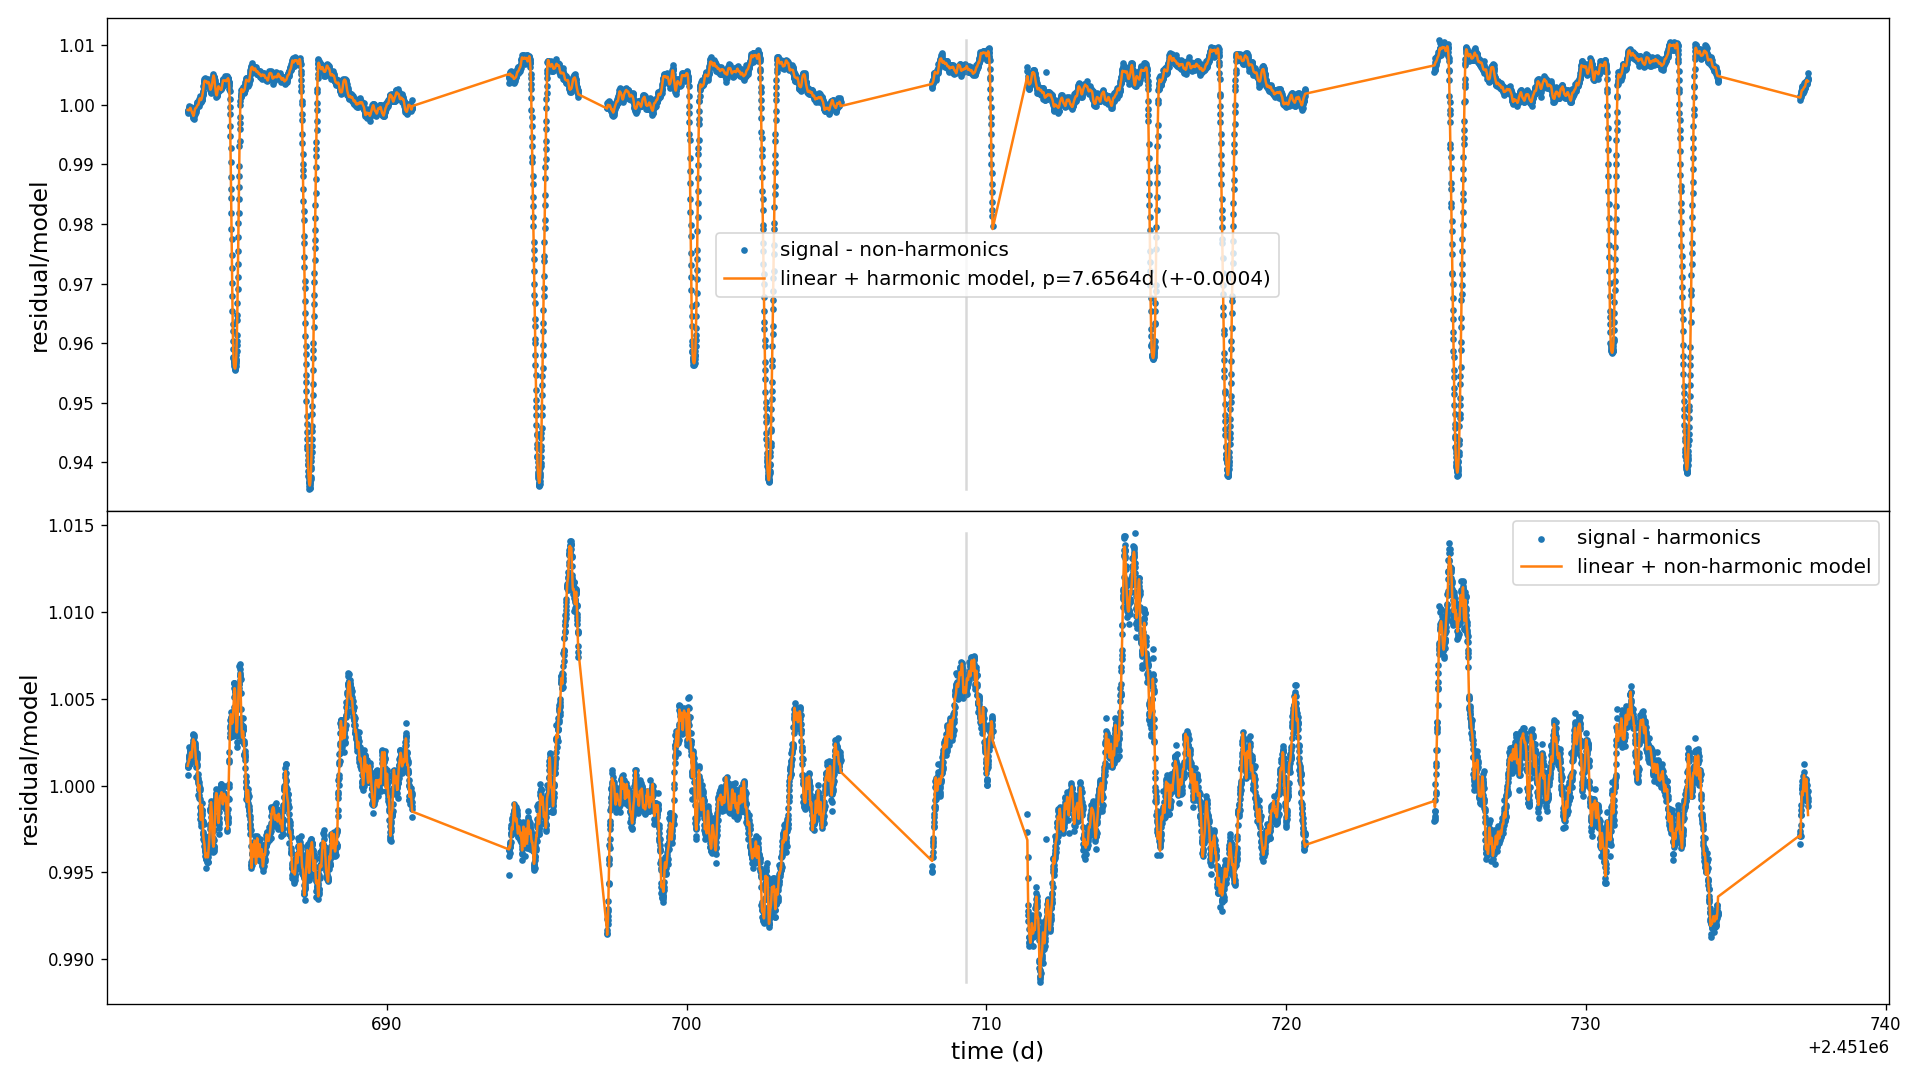 residual/model
1.01
1.00
0.99
0.98
0.97
0.96
0.95
0.94
signal - non-harmonics
linear + harmonic model, p=7.6564d (+-0.0004)
residual/model
1.015
1.010
1.005
1.000
0.995
0.990
signal - harmonics
linear + non-harmonic model
690 700 710 720 730 740
time (d)
+2.451e6